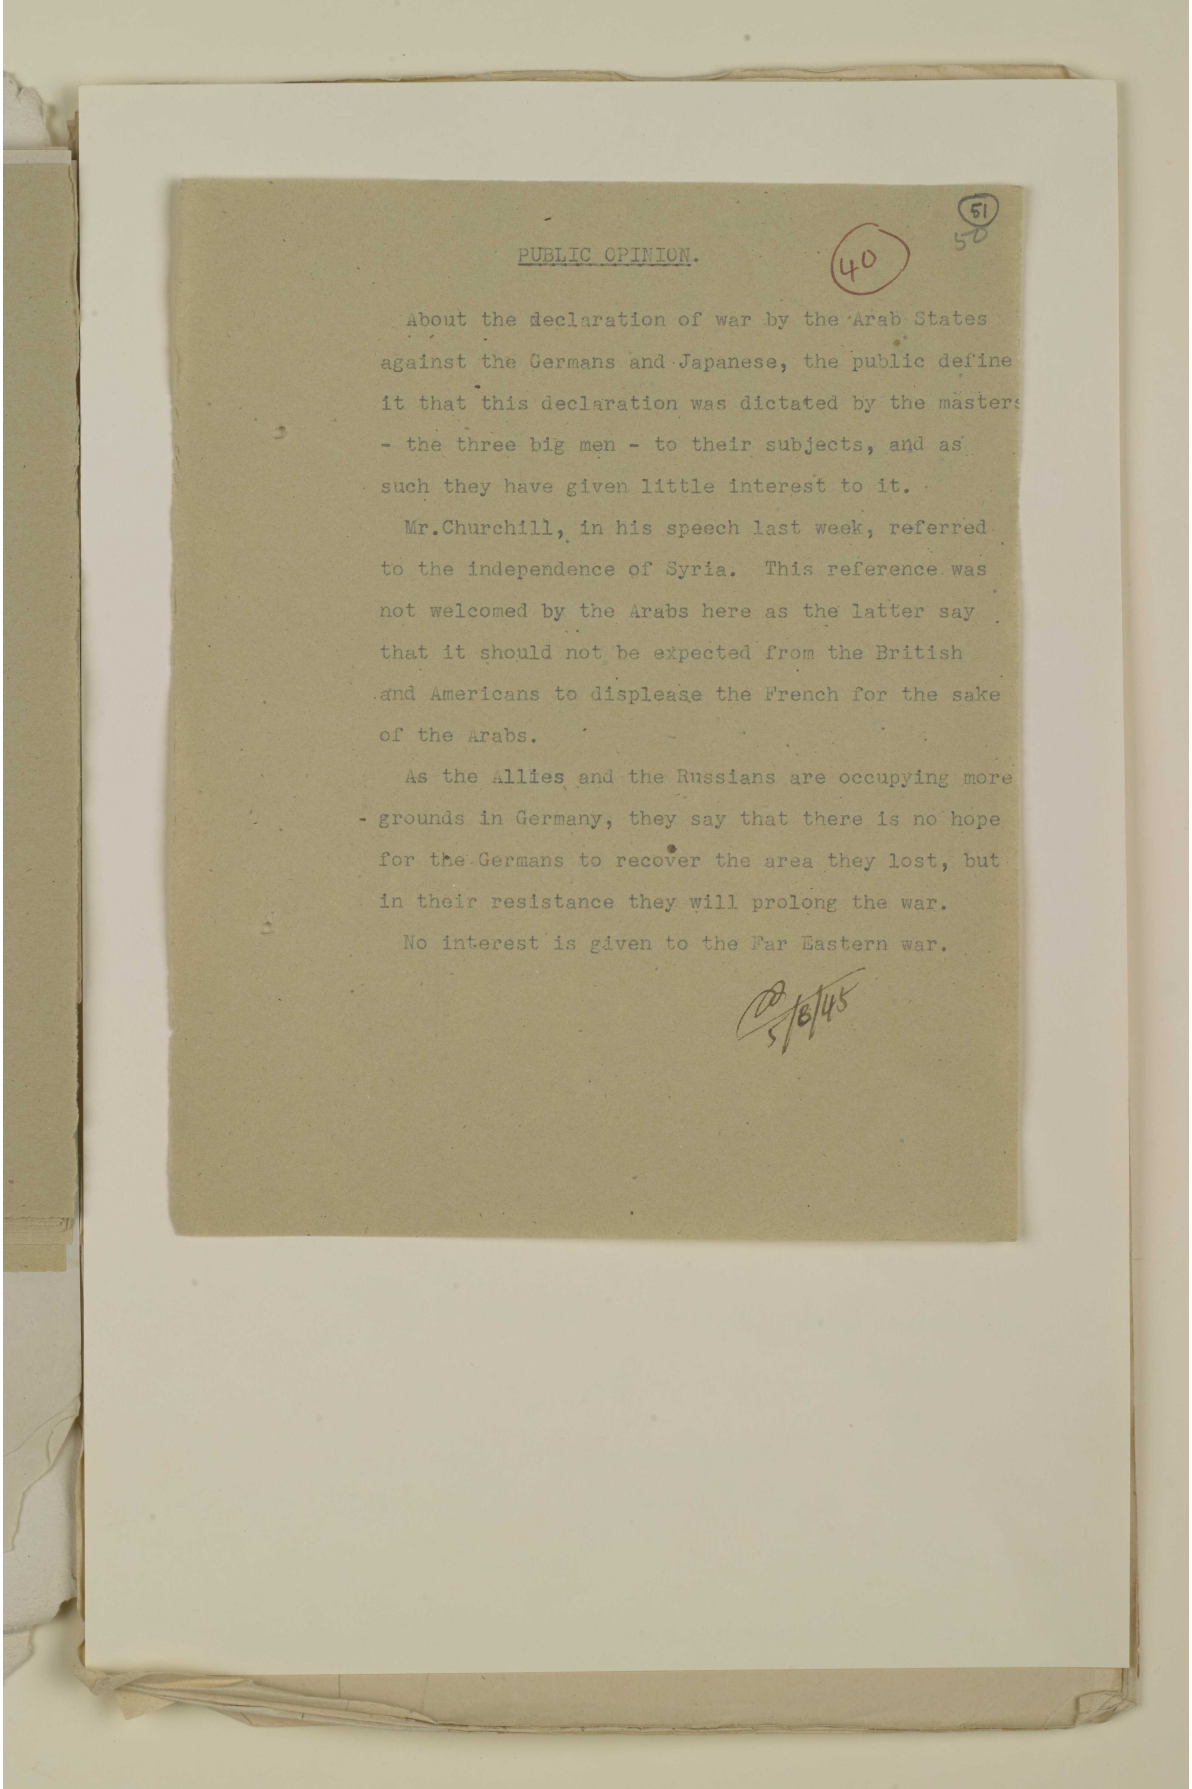 51
50
40
PUBLIC OPINION.
About the declaration of war by the Arab States
against the Germans and Japanese, the public define
it that this declaration was dictated by the masters
- the three big men - to their subjects, and as
such they have given little interest to it.
Mr.Churchill, in his speech last week, referred
to the independence of Syria. This reference was
not welcomed by the Arabs here as the latter say
that it should not be expected from the British
and Americans to displease the French for the sake
of the Arabs.
As the Allies and the Russians are occupying more
- grounds in Germany, they say that there is no hope
for the Germans to recover the area they lost, but
in their resistance they will prolong the war.
No interest is given to the Far Eastern war.